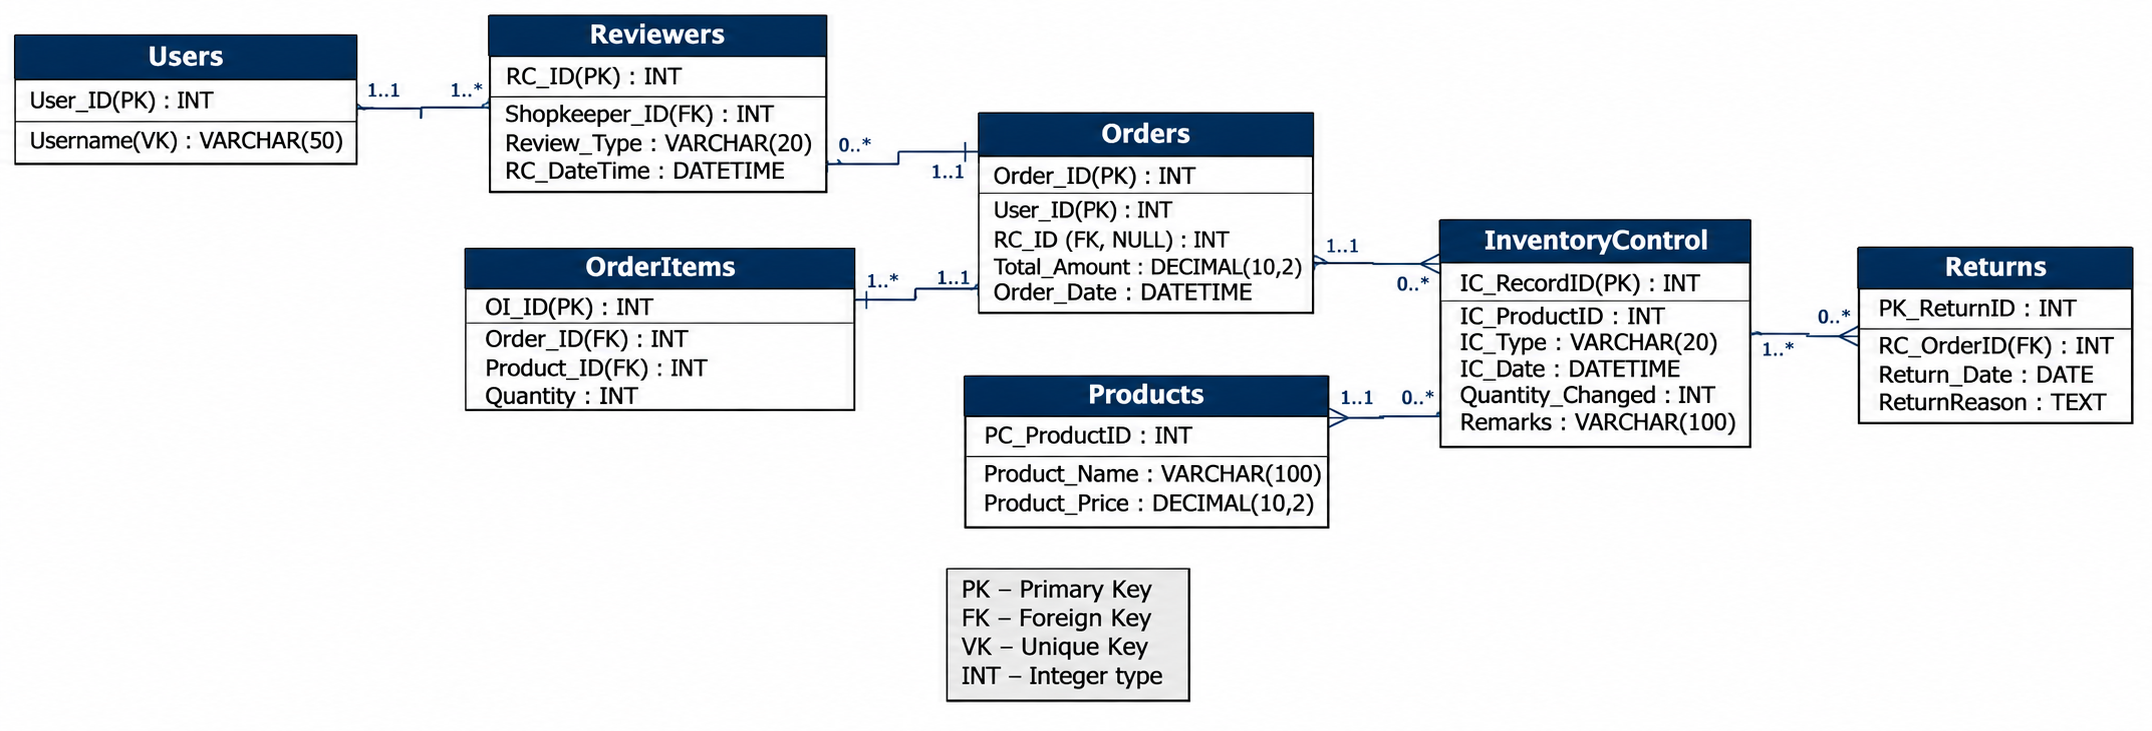 Users
User_ID(PK) : INT
Username(VK) : VARCHAR(50)
1..1
1..*
Reviewers
RC_ID(PK) : INT
Shopkeeper_ID(FK) : INT
Review_Type : VARCHAR(20)
RC_DateTime : DATETIME
0..*
1..1
Orders
Order_ID(PK) : INT
User_ID(PK) : INT
RC_ID (FK, NULL) : INT
Total_Amount : DECIMAL(10,2)
Order_Date : DATETIME
OrderItems
OI_ID(PK) : INT
Order_ID(FK) : INT
Product_ID(FK) : INT
Quantity : INT
1..*
1..1
1..1
0..*
InventoryControl
IC_RecordID(PK) : INT
IC_ProductID : INT
IC_Type : VARCHAR(20)
IC_Date : DATETIME
Quantity_Changed : INT
Remarks : VARCHAR(100)
0..*
1..*
Returns
PK_ReturnID : INT
RC_OrderID(FK) : INT
Return_Date : DATE
ReturnReason : TEXT
Products
PC_ProductID : INT
Product_Name : VARCHAR(100)
Product_Price : DECIMAL(10,2)
1..1
0..*
PK – Primary Key
FK – Foreign Key
VK – Unique Key
INT – Integer type